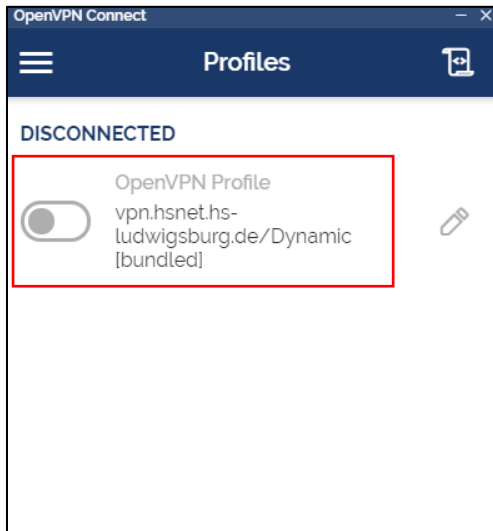 OpenVPN Connect
Profiles
DISCONNECTED
OpenVPN Profile
vpn.hsnet.hs-
ludwigsburg.de/Dynamic
[bundled]